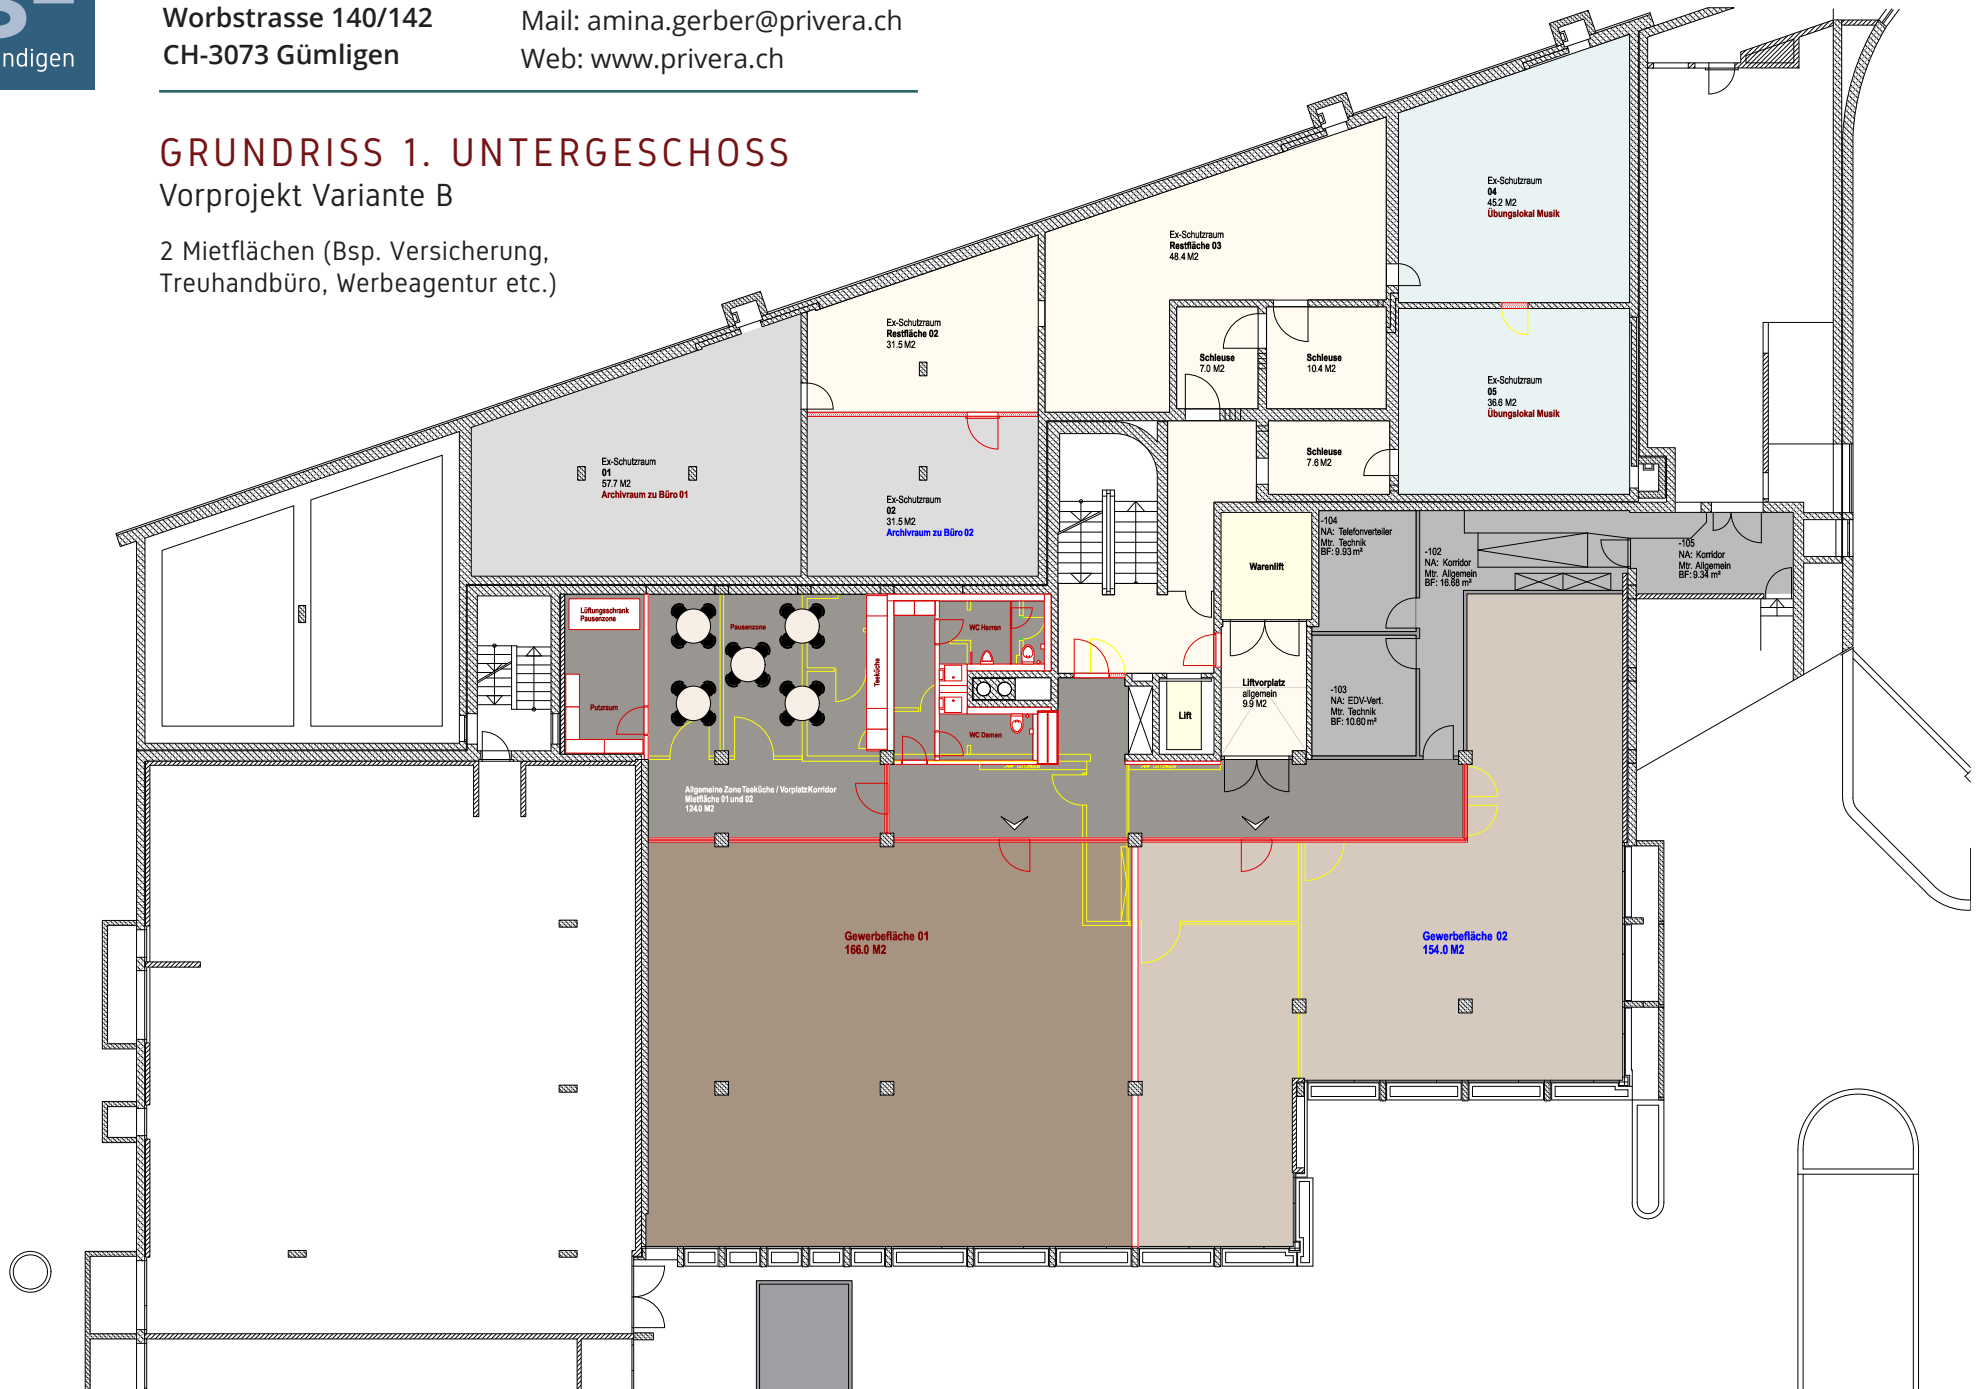 ndigen
Worbstrasse 140/142
CH-3073 Gümligen
Mail: amina.gerber@privera.ch
Web: www.privera.ch
GRUNDRISS 1. UNTERGESCHOSS
Vorprojekt Variante B
2 Mietflächen (Bsp. Versicherung,
Treuhandbüro, Werbeagentur etc.)
Ex-Schutzraum
04
45.2 M2
Übungslokal Musik
Ex-Schutzraum
Restfläche 03
48.4 M2
Ex-Schutzraum
Restfläche 02
31.5 M2
Schleuse
7.0 M2
Schleuse
10.4 M2
Ex-Schutzraum
05
36.6 M2
Übungslokal Musik
Schleuse
7.6 M2
Ex-Schutzraum
01
57.7 M2
Archivraum zu Büro 01
Ex-Schutzraum
02
31.5 M2
Archivraum zu Büro 02
-104
NA: Telefonverteiler
Mtr. Technik
BF: 9.93 m²
-102
NA: Korridor
Mtr. Allgemein
BF: 16.68 m²
-105
NA: Korridor
Mtr. Allgemein
BF: 9.34 m²
Warenlift
Lüftungsschrank
Pausenzone
Pausenzone
WC Herren
Teeküche
Putzraum
WC Damen
Lift
Liftvorplatz
allgemein
9.9 M2
-103
NA: EDV-Vert.
Mtr. Technik
BF: 10.60 m²
Allgemeine Zone Teeküche / Vorplatz Korridor
Mietfläche 01 und 02
124.0 M2
Gewerbefläche 01
166.0 M2
Gewerbefläche 02
154.0 M2